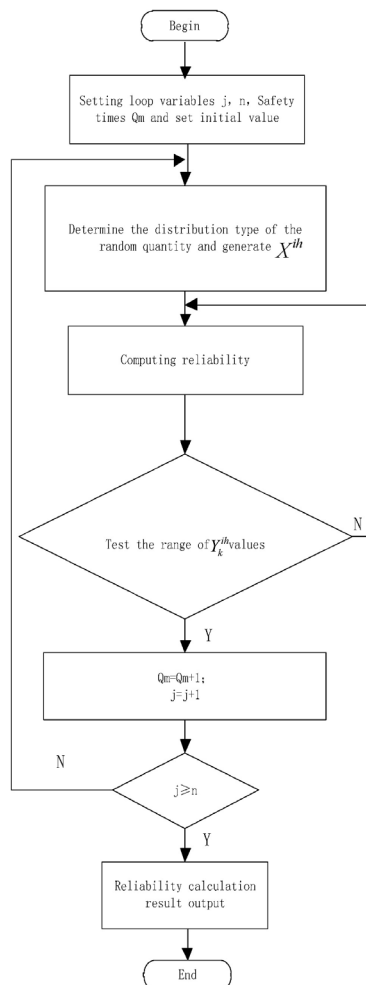 Begin
Setting loop variables j, n, Safety
times Qm and set initial value
Determine the distribution type of the
random quantity and generate X^{ih}
Computing reliability
Test the range of Y_k^{ih} values
N
Y
Qm=Qm+1;
j=j+1
N
j≥n
Y
Reliability calculation
result output
End